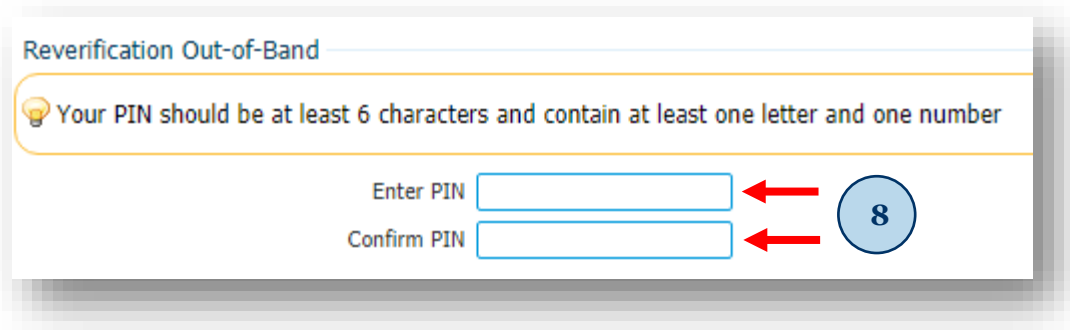 Reverification Out-of-Band
Your PIN should be at least 6 characters and contain at least one letter and one number
Enter PIN
8
Confirm PIN